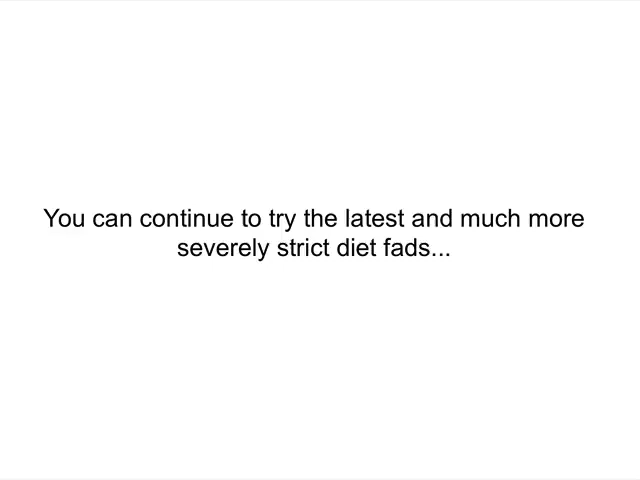 You can continue to try the latest and much more
severely strict diet fads...